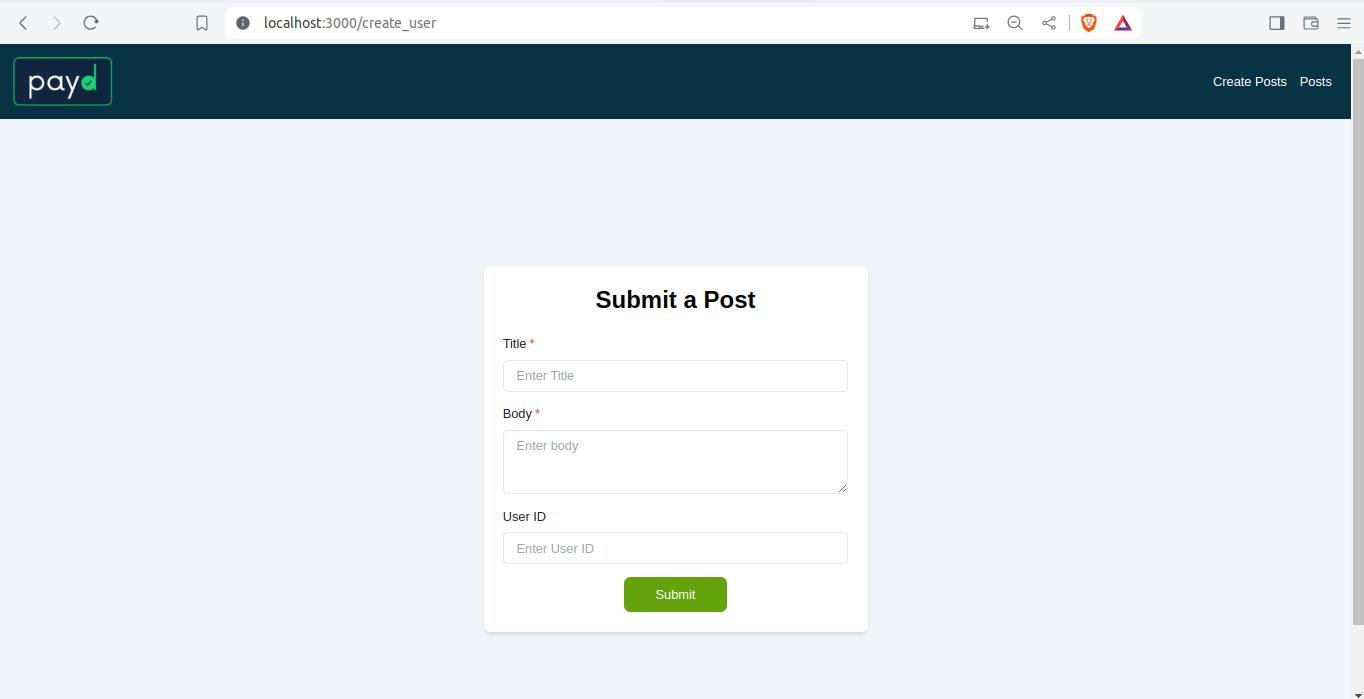 localhost:3000/create_user
payd
Create Posts Posts
Submit a Post
Title *
Enter Title
Body *
Enter body
User ID
Enter User ID
Submit